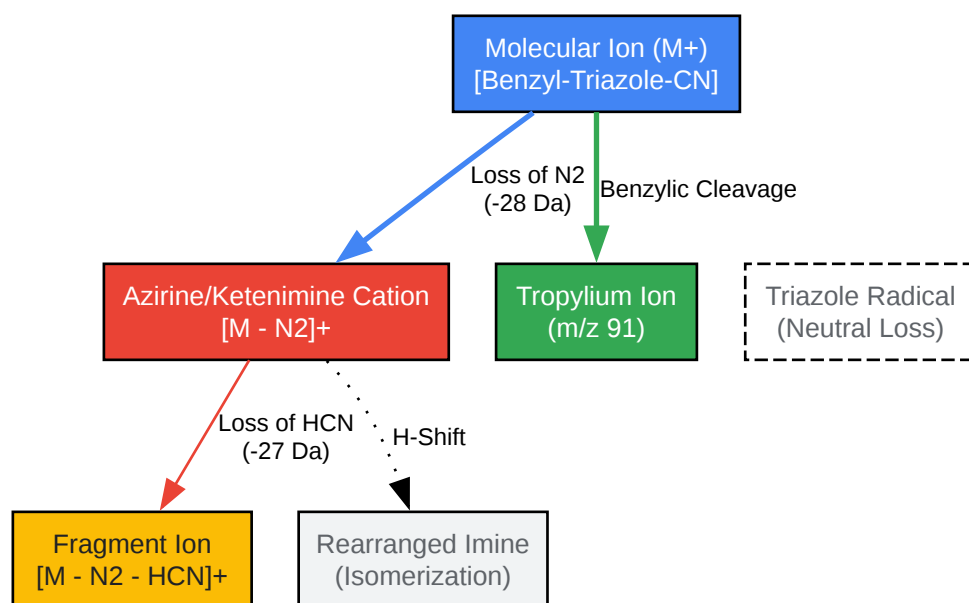 Molecular Ion (M+)
[Benzyl-Triazole-CN]
Loss of N2
(-28 Da)
Benzylic Cleavage
Azirine/Ketenimine Cation
[M - N2]+
Tropylium Ion
(m/z 91)
Triazole Radical
(Neutral Loss)
Loss of HCN
(-27 Da)
H-Shift
Fragment Ion
[M - N2 - HCN]+
Rearranged Imine
(Isomerization)